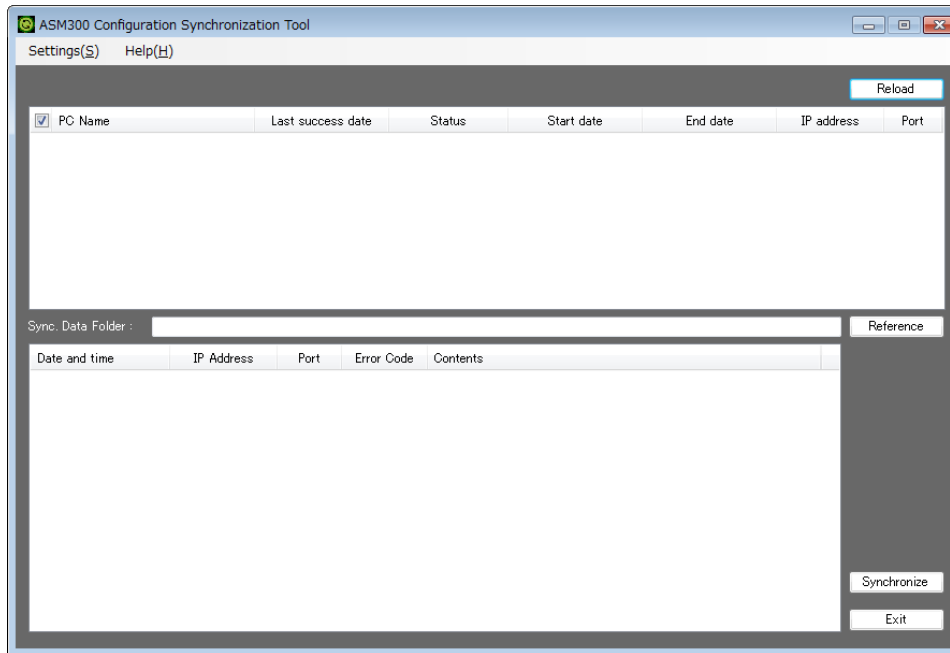 ASM300 Configuration Synchronization Tool
Settings(S) Help(H)
Reload
PC Name Last success date Status Start date End date IP address Port
Sync. Data Folder : Reference
Date and time IP Address Port Error Code Contents
Synchronize
Exit